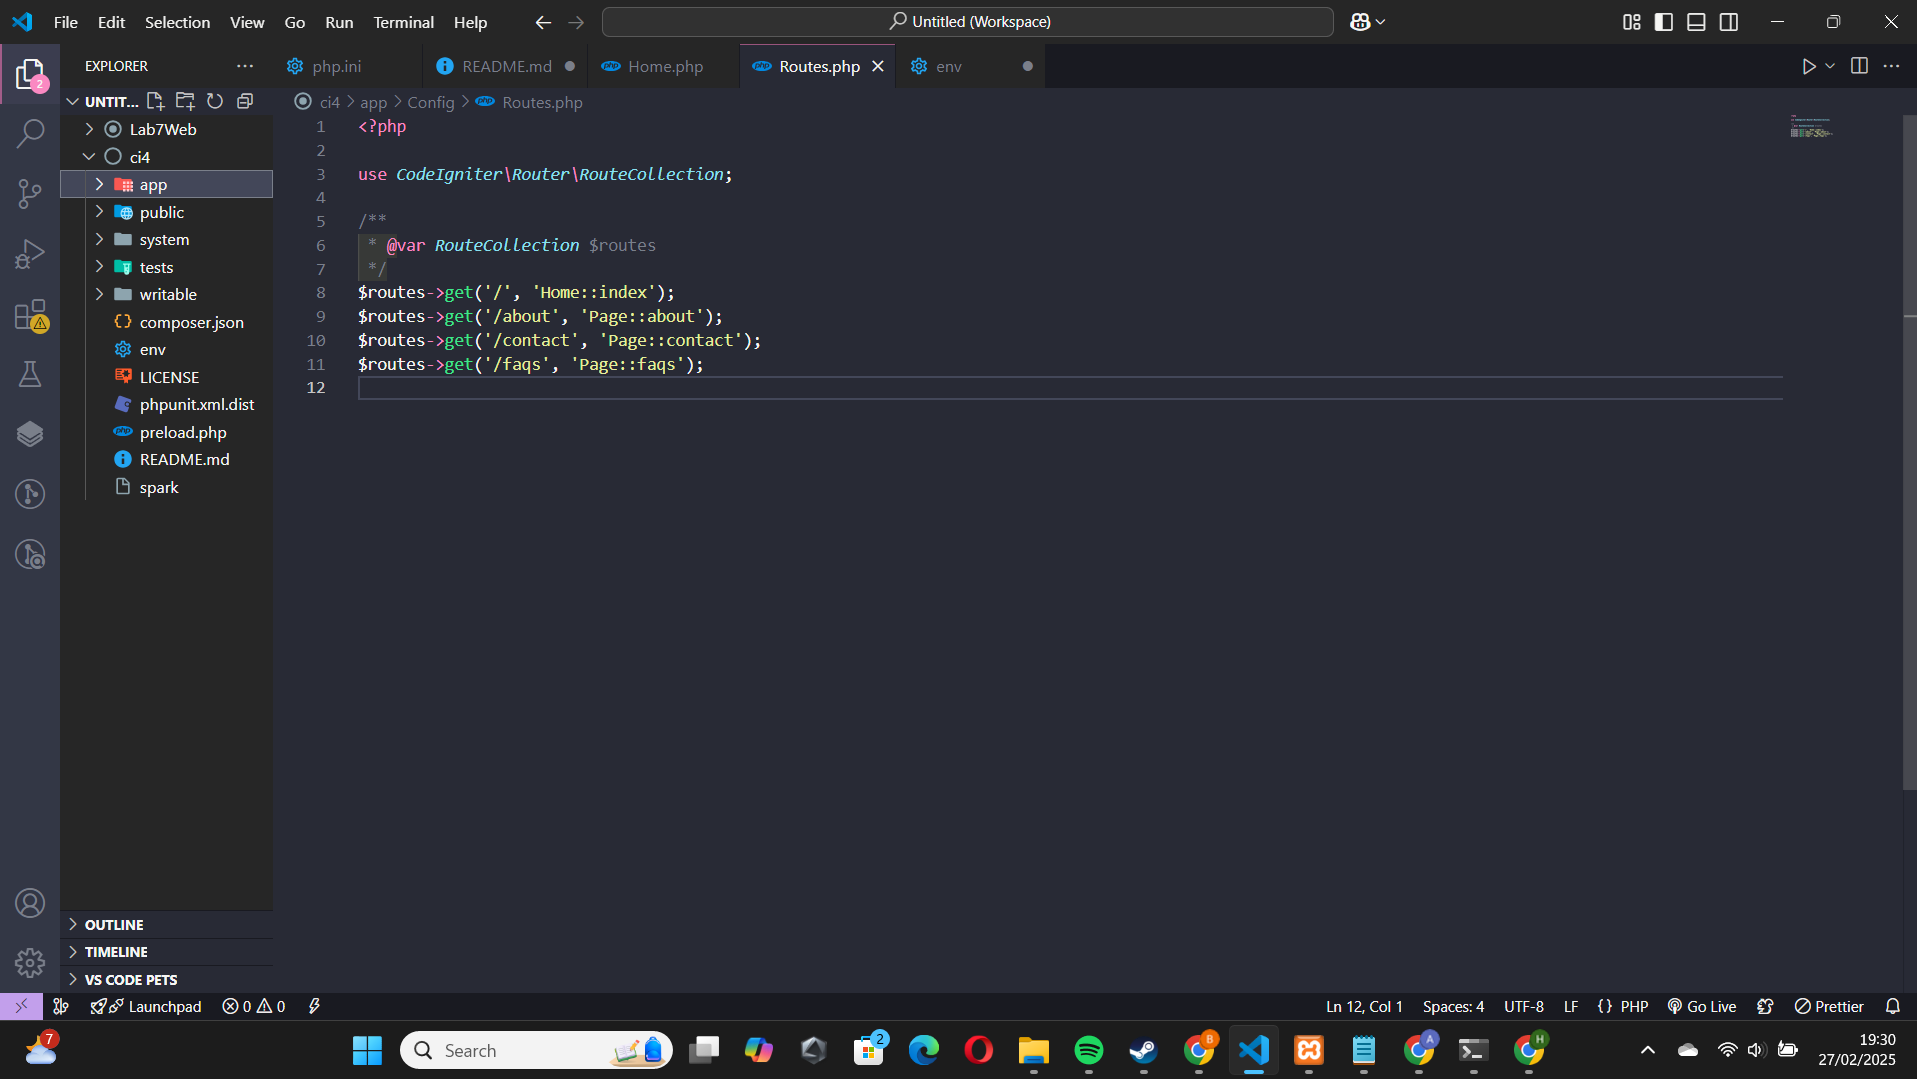 File Edit Selection View Go Run Terminal Help
Untitled (Workspace)
EXPLORER
php.ini
README.md
Home.php
Routes.php
env
UNTIT...
ci4 > app > Config > Routes.php
2
Lab7Web
ci4
app
public
system
tests
writable
composer.json
env
LICENSE
phpunit.xml.dist
preload.php
README.md
spark
1 <?php
2
3 use CodeIgniter\Router\RouteCollection;
4
5 /**
6 * @var RouteCollection $routes
7 */
8 $routes->get('/', 'Home::index');
9 $routes->get('/about', 'Page::about');
10 $routes->get('/contact', 'Page::contact');
11 $routes->get('/faqs', 'Page::faqs');
12
OUTLINE
TIMELINE
VS CODE PETS
Launchpad 0 0
Ln 12, Col 1 Spaces: 4 UTF-8 LF {} PHP Go Live Prettier
7
Search
2
B
A
H
19:30
27/02/2025